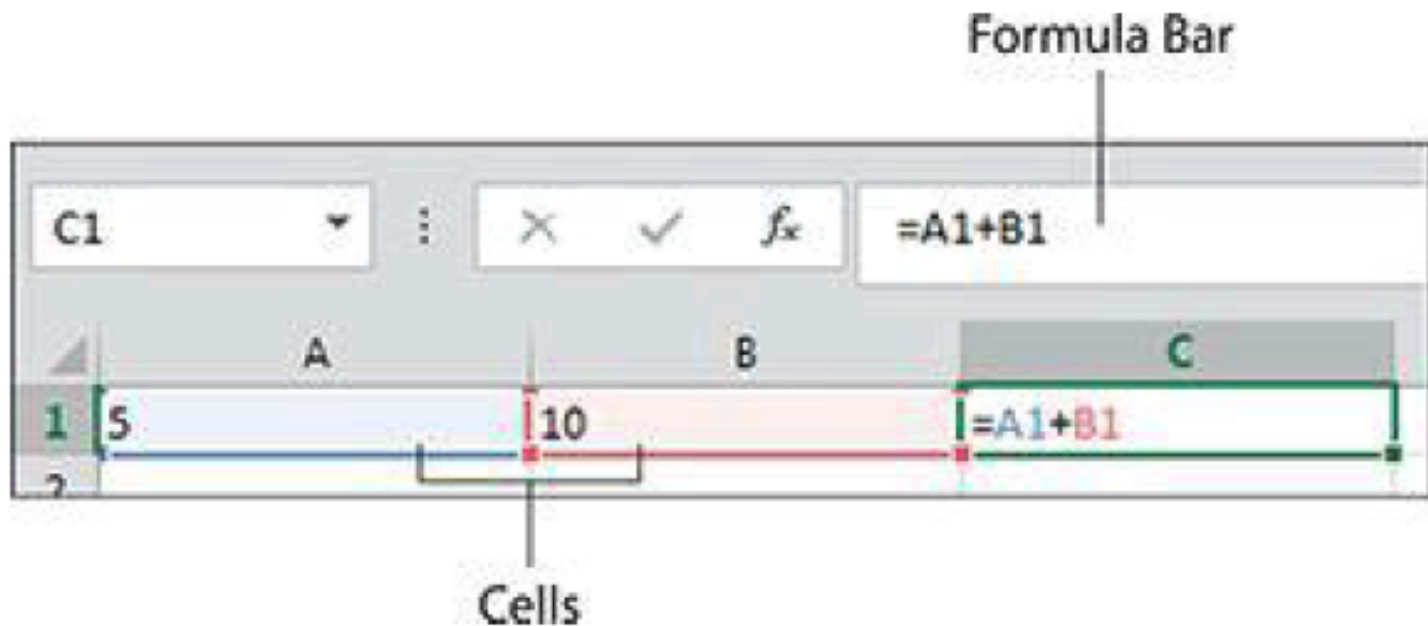 Formula Bar
C1 fx =A1+B1
A B C
1 5 10 =A1+B1
2
Cells